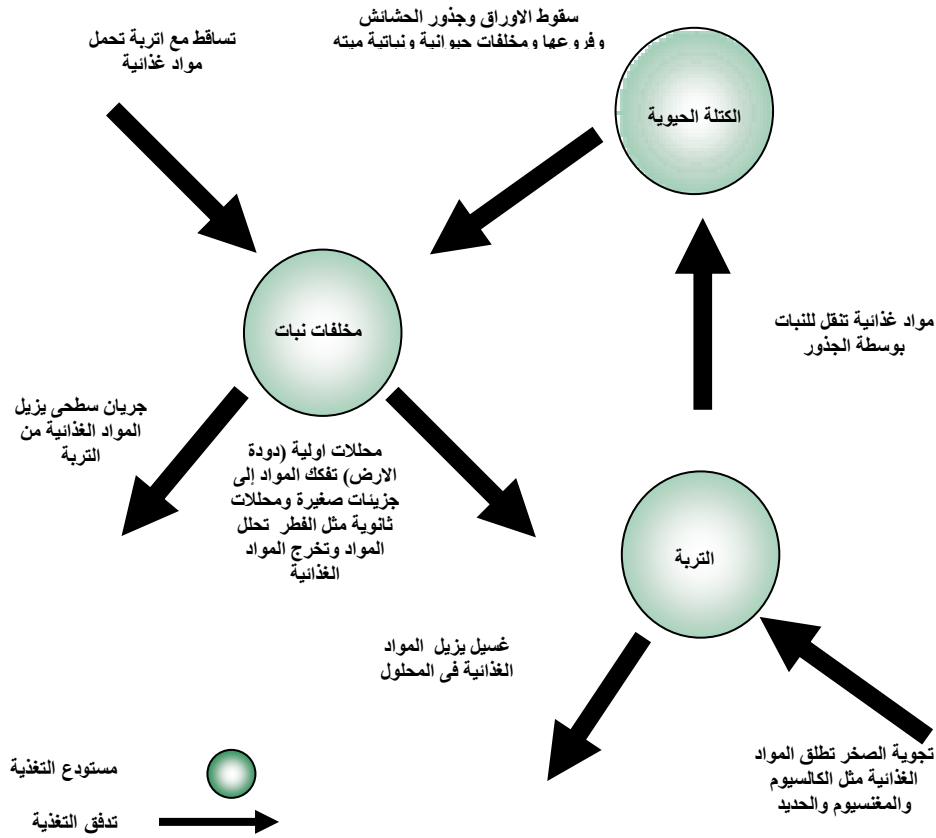 سقوط الاوراق وجذور الحشائش
وفروعها ومخلفات حيوانية ونباتية ميته
تساقط مع اتربة تحمل
مواد غذائية
الكتلة الحيوية
مخلفات نبات
مواد غذائية تنقل للنبات
بوسطة الجذور
جريان سطحى يزيل
المواد الغذائية من
التربة
محللات اولية (دودة
الارض) تفكك المواد إلى
جزيئات صغيرة ومحللات
ثانوية مثل الفطر تحلل
المواد وتخرج المواد
الغذائية
التربة
غسيل يزيل المواد
الغذائية فى المحلول
تجوية الصخر تطلق المواد
الغذائية مثل الكالسيوم
والمغنسيوم والحديد
مستودع التغذية
تدفق التغذية